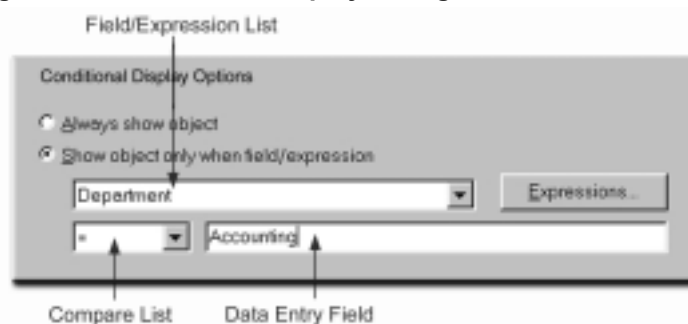 Field/Expression List
Conditional Display Options
Always show object
Show object only when field/expression
Department
Expressions...
= Accounting
Compare List Data Entry Field